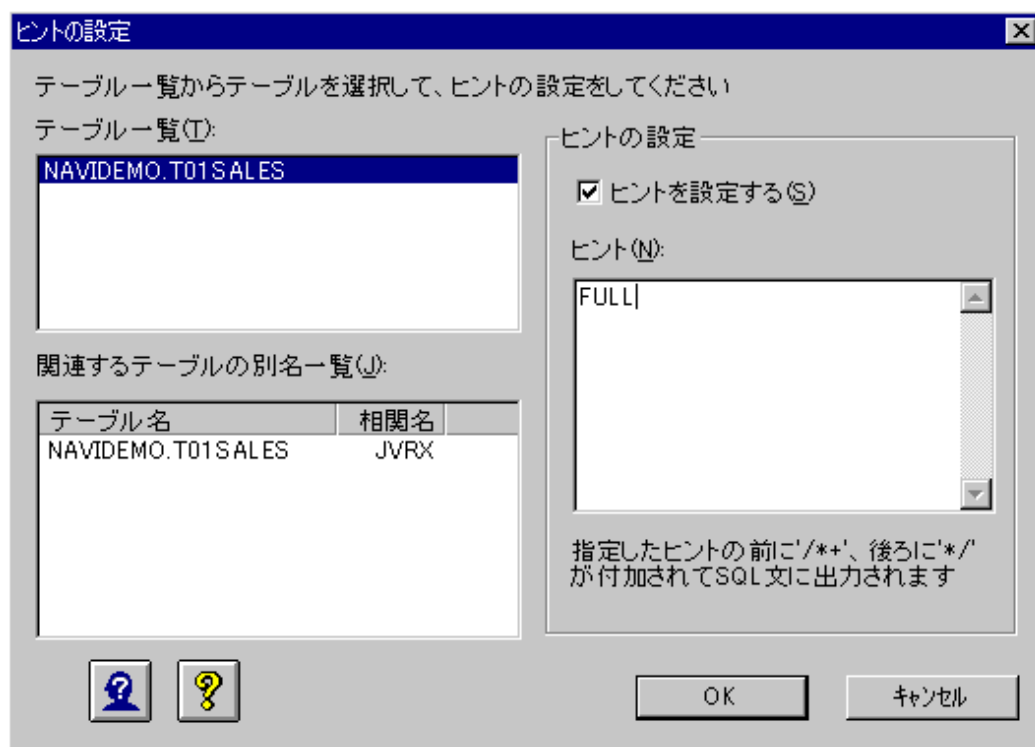 ヒントの設定
テーブル一覧からテーブルを選択して、ヒントの設定をしてください
テーブル一覧(T):
NAVIDEMO.T01SALES
関連するテーブルの別名一覧(J):
テーブル名 相関名
NAVIDEMO.T01SALES JVRX
ヒントの設定
ヒントを設定する(S)
ヒント(N):
FULL
指定したヒントの前に'/*+'、後ろに'*/'
が付加されてSQL文に出力されます
OK キャンセル